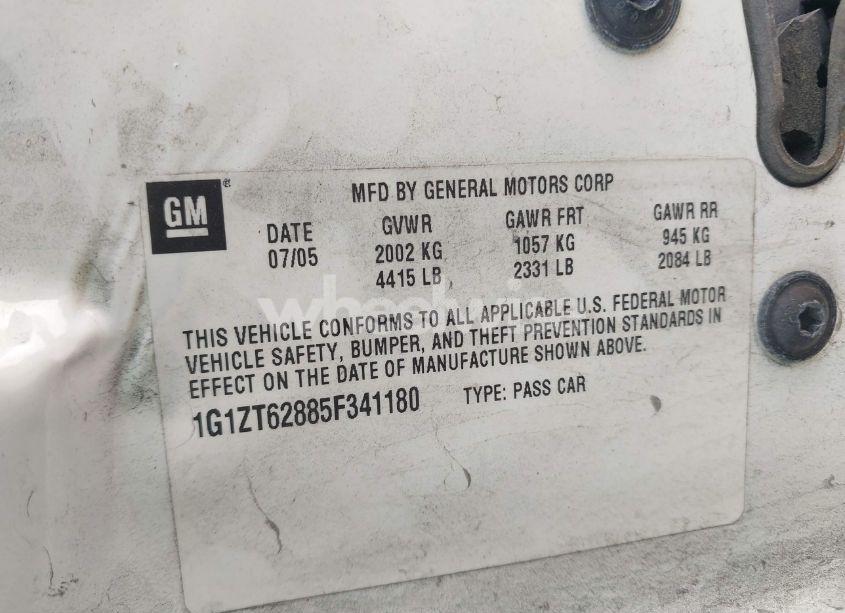 GM
MFD BY GENERAL MOTORS CORP
DATE GVWR GAWR FRT GAWR RR
07/05 2002 KG 1057 KG 945 KG
4415 LB 2331 LB 2084 LB
THIS VEHICLE CONFORMS TO ALL APPLICABLE U.S. FEDERAL MOTOR
VEHICLE SAFETY, BUMPER, AND THEFT PREVENTION STANDARDS IN
EFFECT ON THE DATE OF MANUFACTURE SHOWN ABOVE.
1G1ZT62885F341180 TYPE: PASS CAR